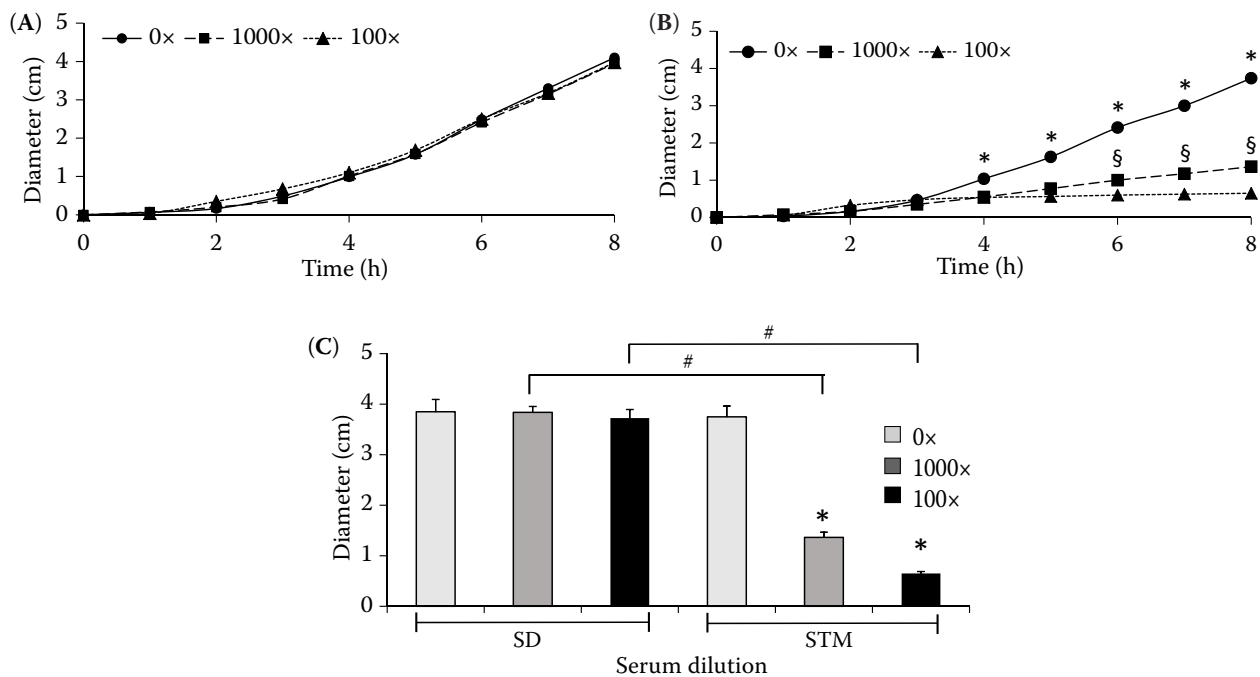 (A)
0× 1000× 100×
5
4
3
2
1
0
Diameter (cm)
0 2 4 6 8
Time (h)
(B)
0× 1000× 100×
5
4
3
2
1
0
Diameter (cm)
* * * * *
§ § §
0 2 4 6 8
Time (h)
(C)
#
#
5
4
3
2
1
0
Diameter (cm)
0×
1000×
100×
* *
SD STM
Serum dilution